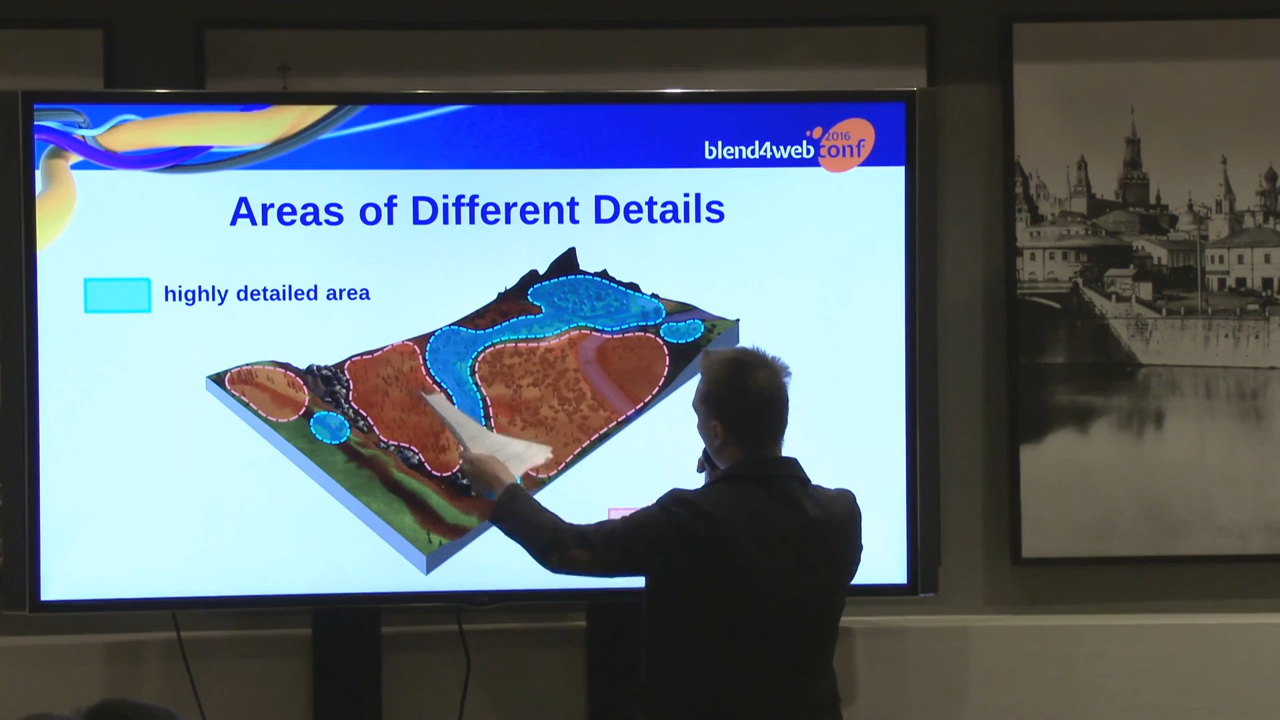 blend4web
2016
conf
Areas of Different Details
highly detailed area